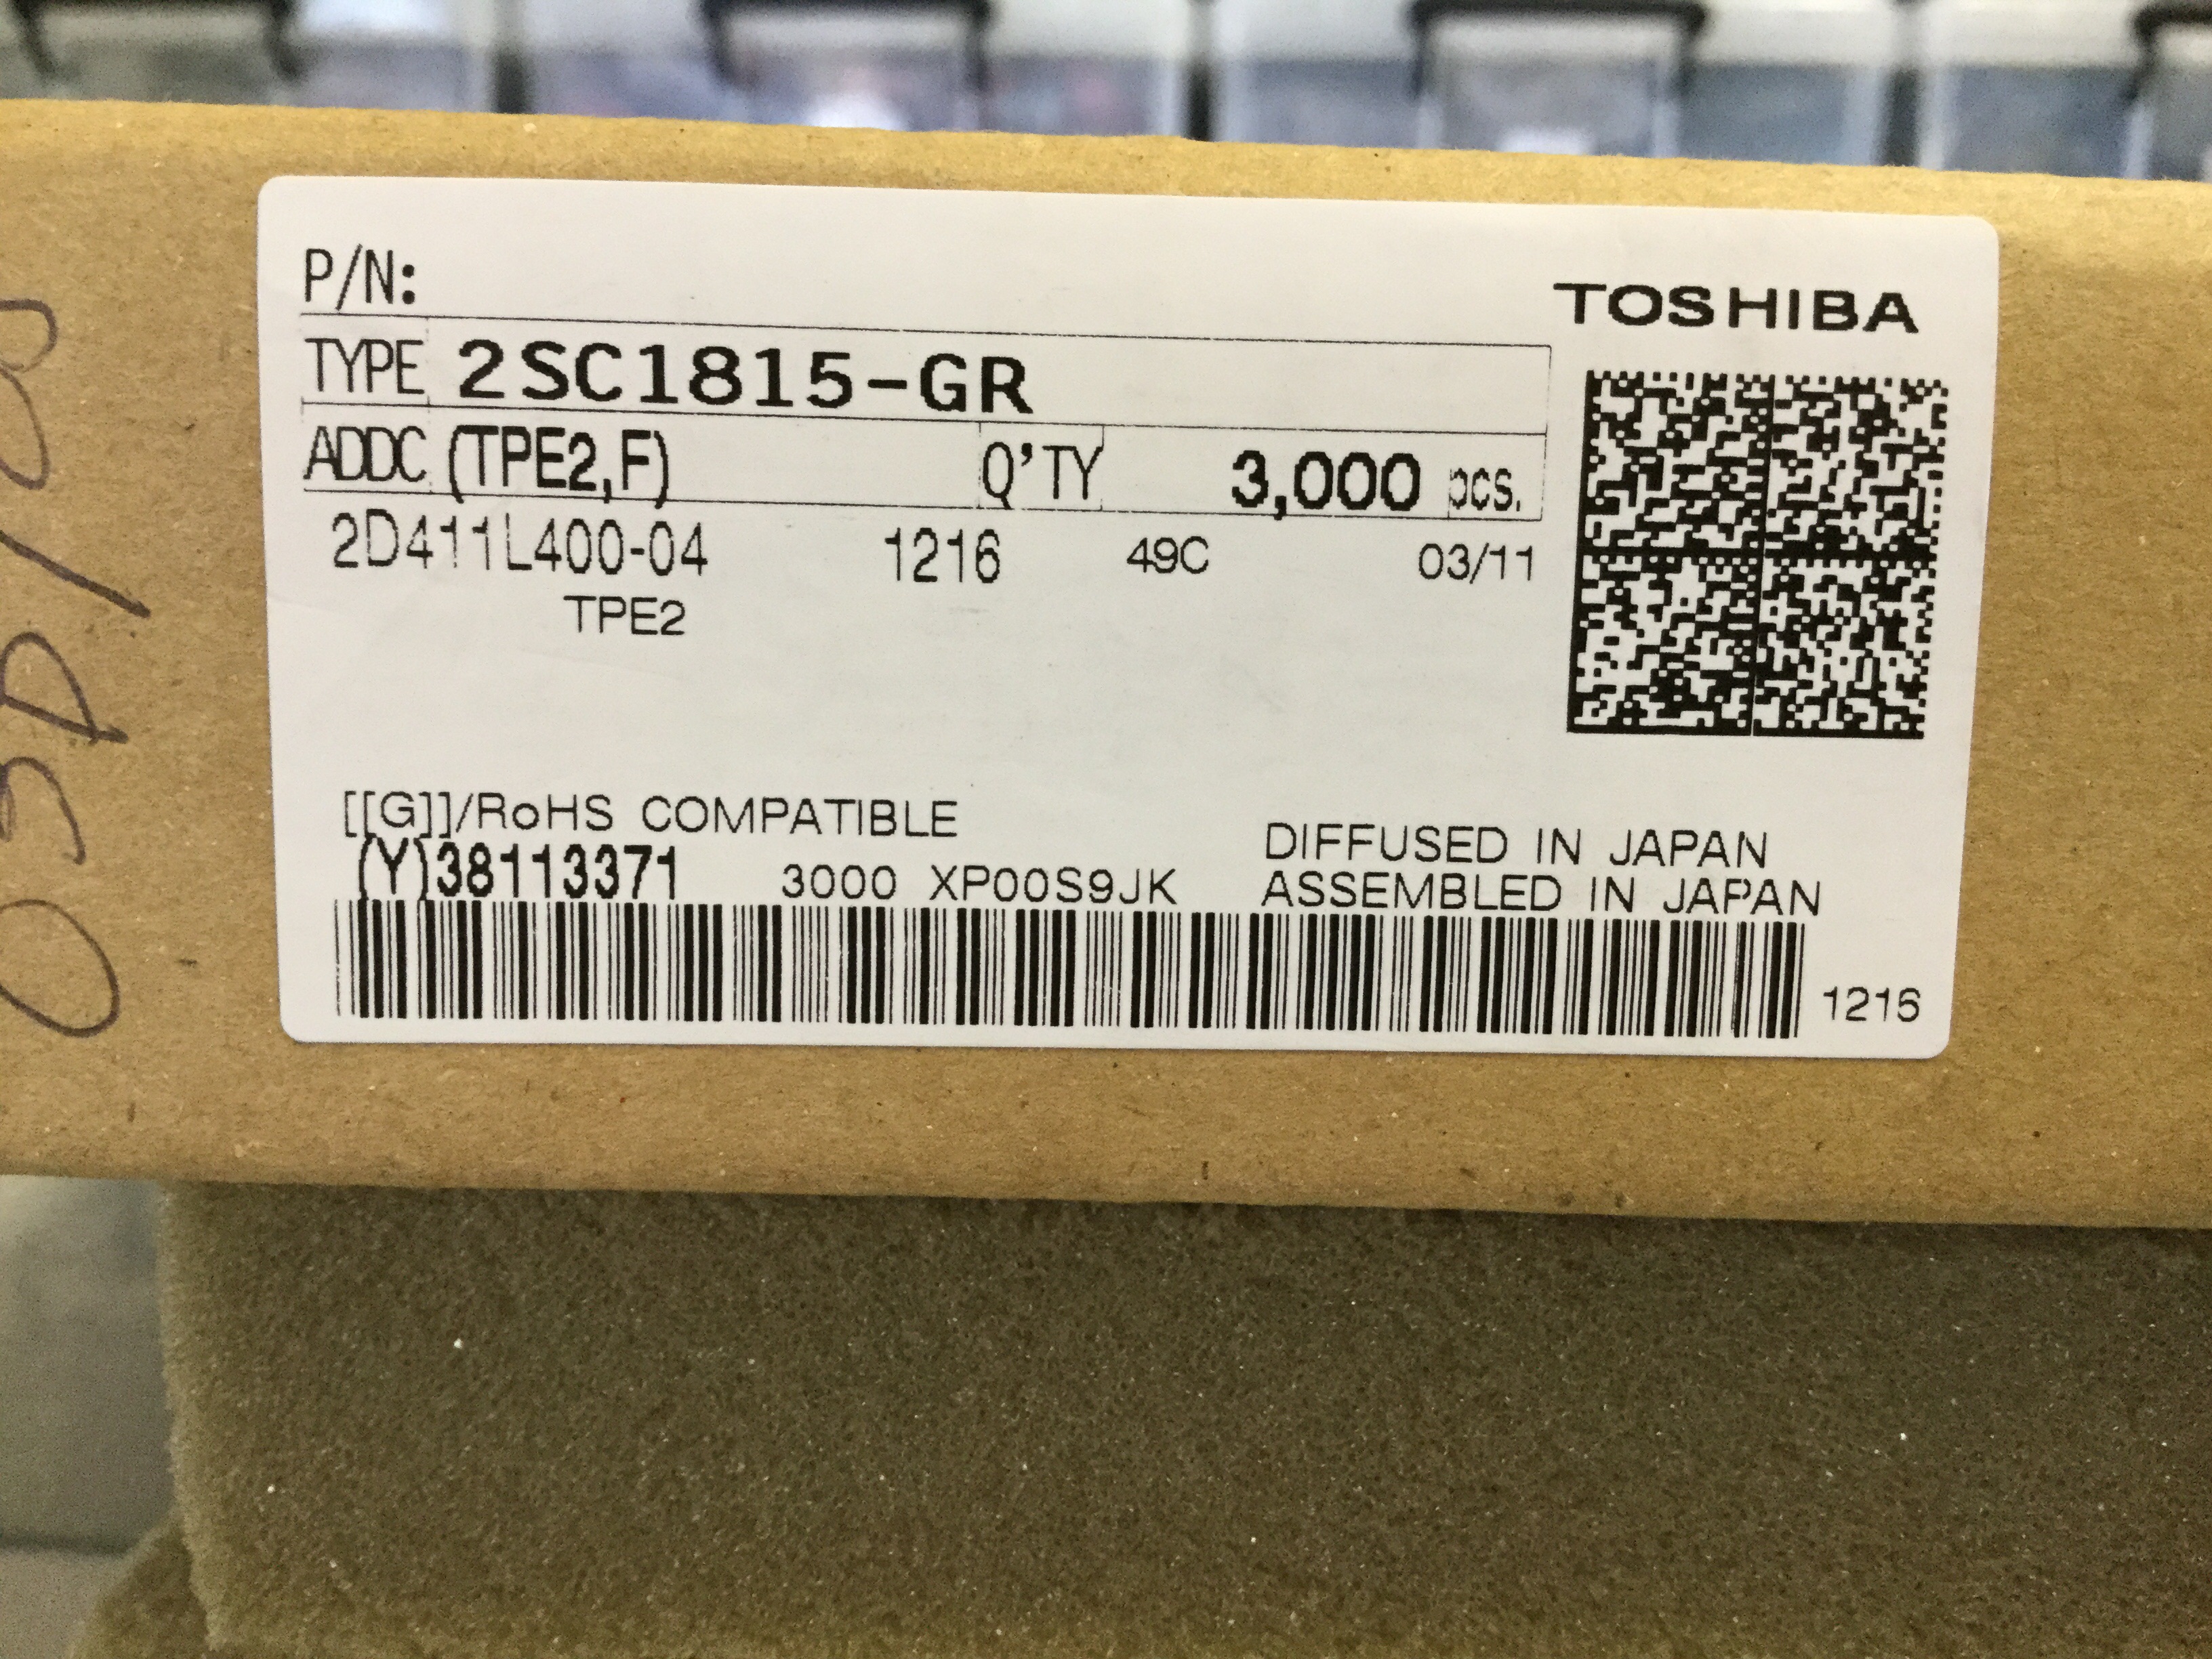 P/N:
TOSHIBA
TYPE 2SC1815-GR
ADDC (TPE2,F) Q'TY 3,000 pcs.
2D411L400-04 1216 49C 03/11
TPE2
[[G]]/RoHS COMPATIBLE
DIFFUSED IN JAPAN
(Y)38113371 3000 XP00S9JK
ASSEMBLED IN JAPAN
1216